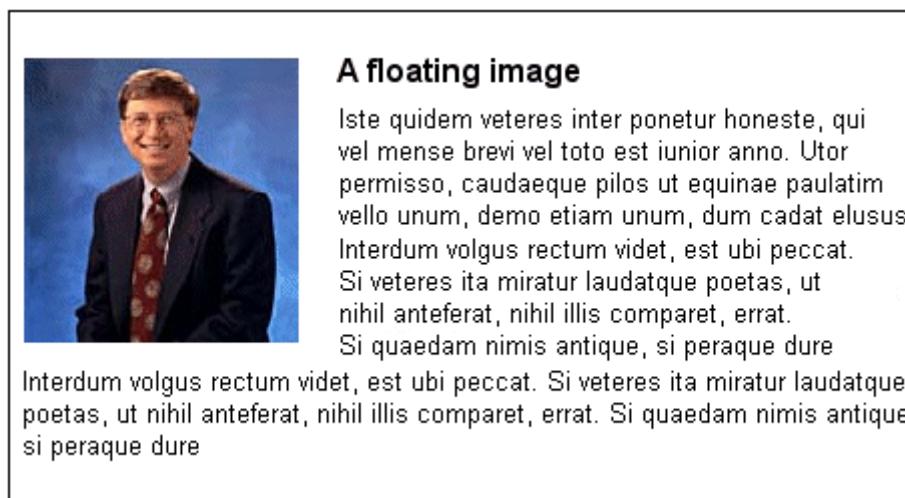 A floating image
Iste quidem veteres inter ponetur honeste, qui
vel mense brevi vel toto est iunior anno. Utor
permisso, caudaeque pilos ut equinae paulatim
vello unum, demo etiam unum, dum cadat elusus
Interdum volgus rectum videt, est ubi peccat.
Si veteres ita miratur laudatque poetas, ut
nihil anteferat, nihil illis comparet, errat.
Si quaedam nimis antique, si peraque dure
Interdum volgus rectum videt, est ubi peccat. Si veteres ita miratur laudatque
poetas, ut nihil anteferat, nihil illis comparet, errat. Si quaedam nimis antique
si peraque dure